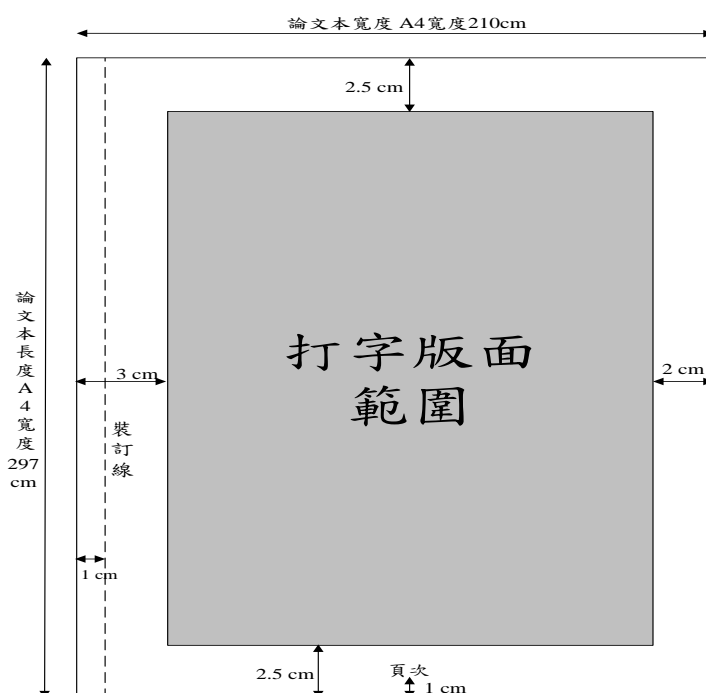 論文本寬度 A4寬度210cm
2.5 cm
論
文
本
長
度
A
4
寬
度
297
cm
打字版面
範圍
3 cm
2 cm
裝
訂
線
1 cm
2.5 cm
頁次
1 cm